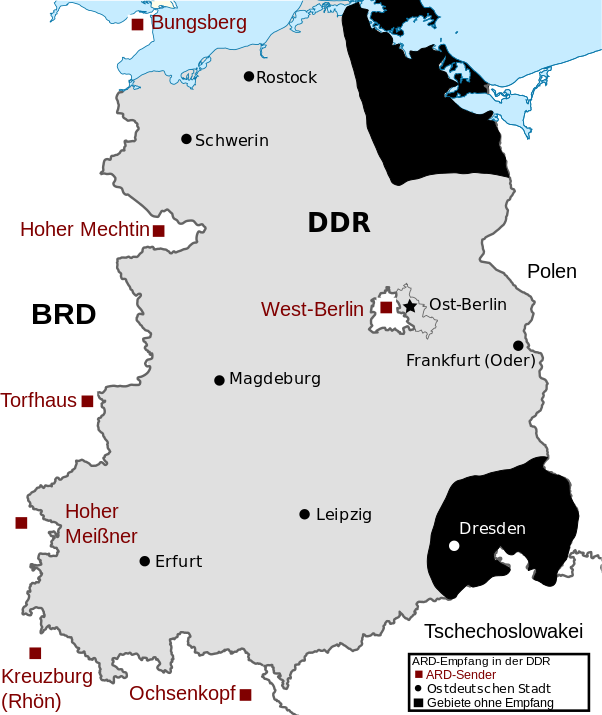 Bungsberg
Rostock
Schwerin
DDR
Hoher Mechtin
Polen
BRD
West-Berlin
Ost-Berlin
Frankfurt (Oder)
Magdeburg
Torfhaus
Hoher
Meißner
Leipzig
Dresden
Erfurt
Tschechoslowakei
Kreuzburg
(Rhön)
Ochsenkopf
ARD-Empfang in der DDR
ARD-Sender
Ostdeutschen Stadt
Gebiete ohne Empfang